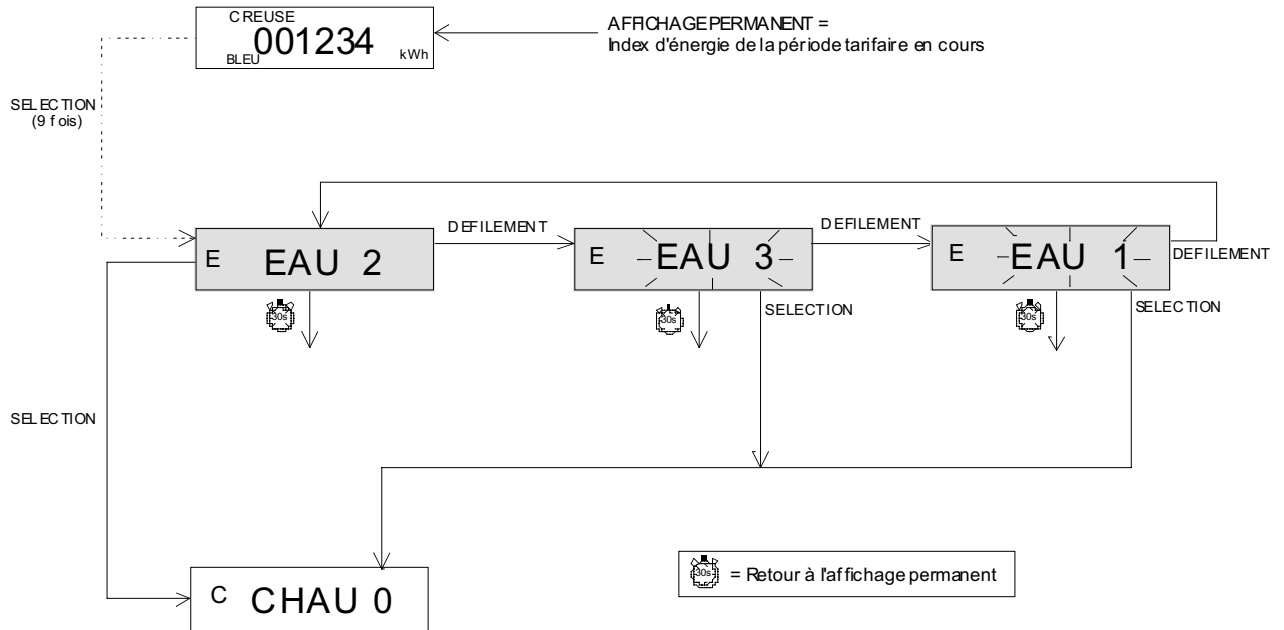 CREUSE
001234
BLEU
kWh
AFFICHAGE PERMANENT =
Index d'énergie de la période tarifaire en cours
SELECTION
(9 fois)
DEFILEMENT
DEFILEMENT
E EAU 2
E EAU 3
E EAU 1
DEFILEMENT
30s
30s
SELECTION
30s
SELECTION
SELECTION
30s = Retour à l'affichage permanent
C CHAU 0